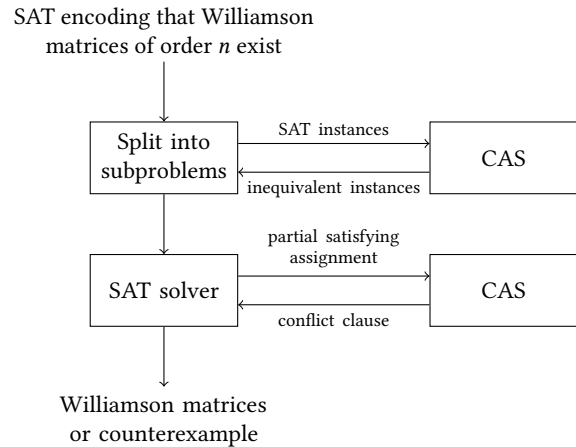 SAT encoding that Williamson
matrices of order n exist
Split into
subproblems
SAT instances
inequivalent instances
CAS
SAT solver
partial satisfying
assignment
conflict clause
CAS
Williamson matrices
or counterexample